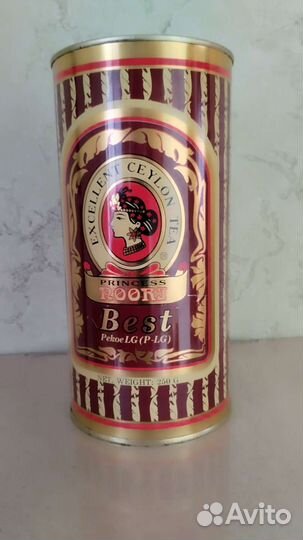 EXCELLENT CEYLON TEA
®
PRINCESS
NOORI
Best
Pekoe LG (P-LG)
NET. WEIGHT: 250 G
Avito